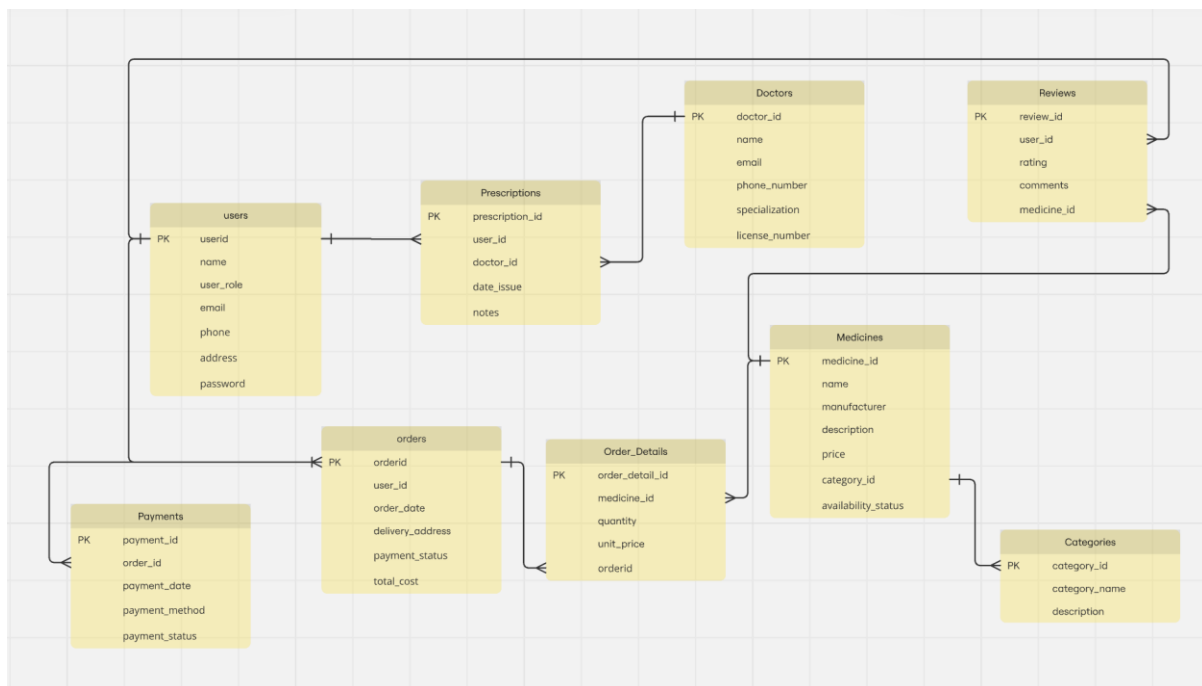 Doctors
PK doctor_id
name
email
phone_number
specialization
license_number
Reviews
PK review_id
user_id
rating
comments
medicine_id
Prescriptions
PK prescription_id
user_id
doctor_id
date_issue
notes
users
PK userid
name
user_role
email
phone
address
password
Medicines
PK medicine_id
name
manufacturer
description
price
category_id
availability_status
orders
PK orderid
user_id
order_date
delivery_address
payment_status
total_cost
Order_Details
PK order_detail_id
medicine_id
quantity
unit_price
orderid
Payments
PK payment_id
order_id
payment_date
payment_method
payment_status
Categories
PK category_id
category_name
description